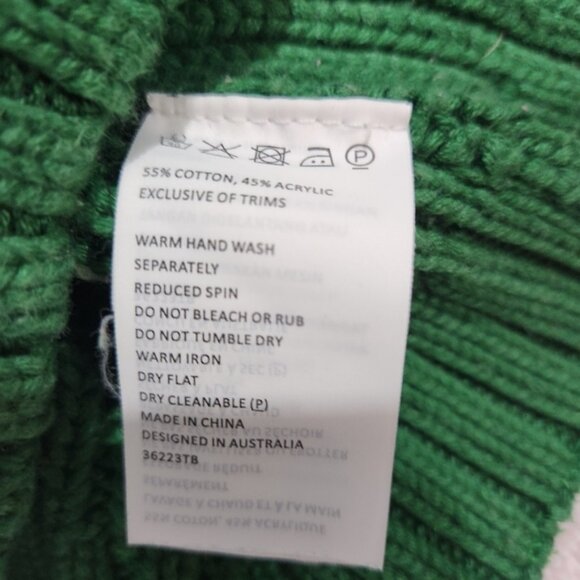 55% COTTON, 45% ACRYLIC
EXCLUSIVE OF TRIMS
WARM HAND WASH
SEPARATELY
REDUCED SPIN
DO NOT BLEACH OR RUB
DO NOT TUMBLE DRY
WARM IRON
DRY FLAT
DRY CLEANABLE (P)
MADE IN CHINA
DESIGNED IN AUSTRALIA
36223TB